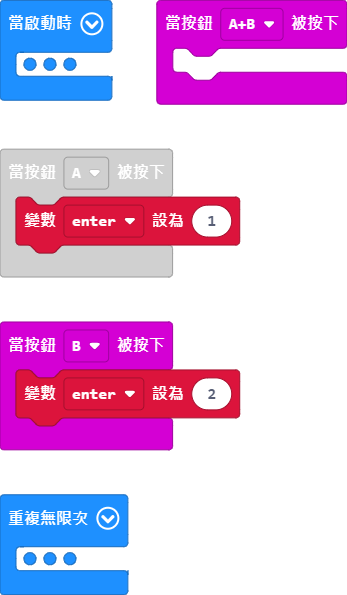 當啟動時
當按鈕 A+B 被按下
當按鈕 A 被按下
變數 enter 設為 1
當按鈕 B 被按下
變數 enter 設為 2
重複無限次